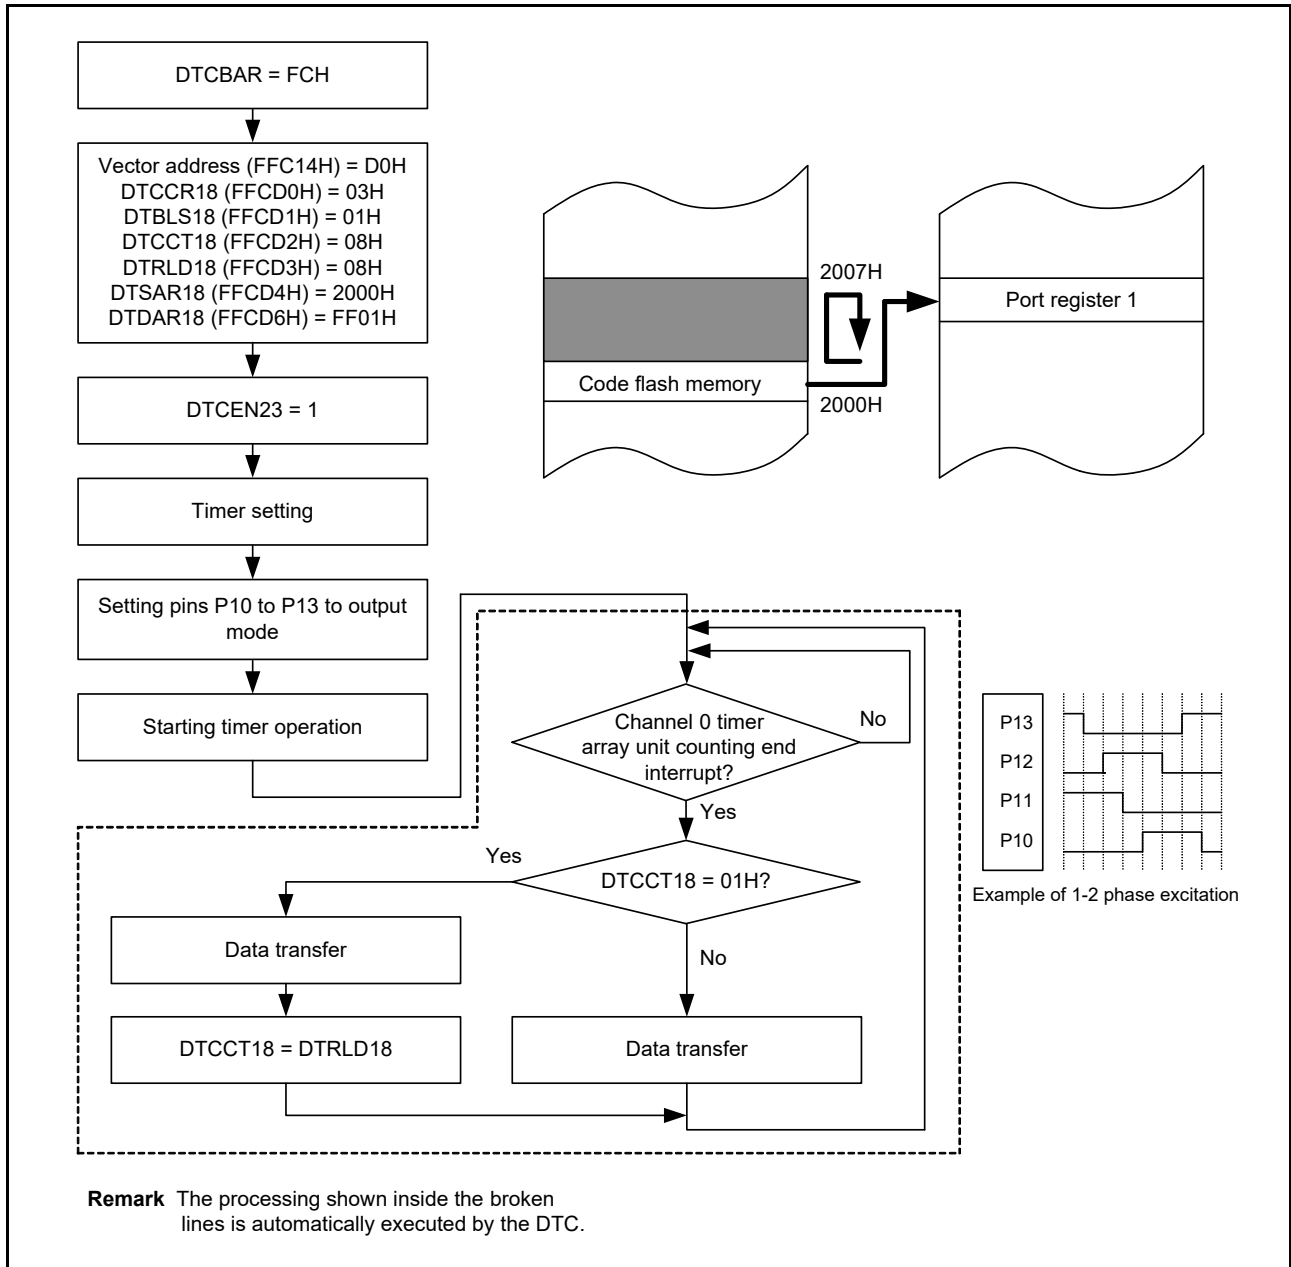 DTCBAR = FCH
Vector address (FFC14H) = D0H
DTCCR18 (FFCD0H) = 03H
DTBLS18 (FFCD1H) = 01H
DTCCT18 (FFCD2H) = 08H
DTRLD18 (FFCD3H) = 08H
DTSAR18 (FFCD4H) = 2000H
DTDAR18 (FFCD6H) = FF01H
DTCEN23 = 1
Timer setting
Setting pins P10 to P13 to output
mode
Starting timer operation
2007H
Port register 1
Code flash memory
2000H
Channel 0 timer
array unit counting end
interrupt?
No
Yes
DTCCT18 = 01H?
Yes
No
Data transfer
DTCCT18 = DTRLD18
Data transfer
P13
P12
P11
P10
Example of 1-2 phase excitation
Remark The processing shown inside the broken
lines is automatically executed by the DTC.